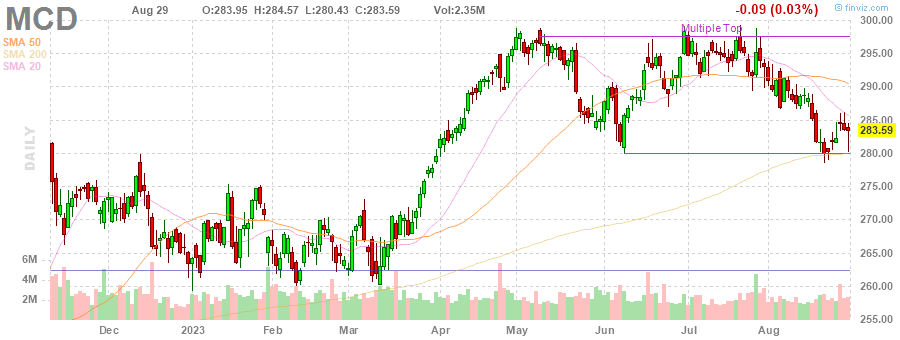 MCD
Aug 29 O:283.95 H:284.57 L:280.43 C:283.59 Vol:2.35M
-0.09 (0.03%)
© finviz.com
SMA 50
SMA 200
SMA 20
Multiple Top
DAILY
300.00
295.00
290.00
285.00
283.59
280.00
275.00
270.00
265.00
260.00
255.00
6M
4M
2M
Dec 2023 Feb Mar Apr May Jun Jul Aug